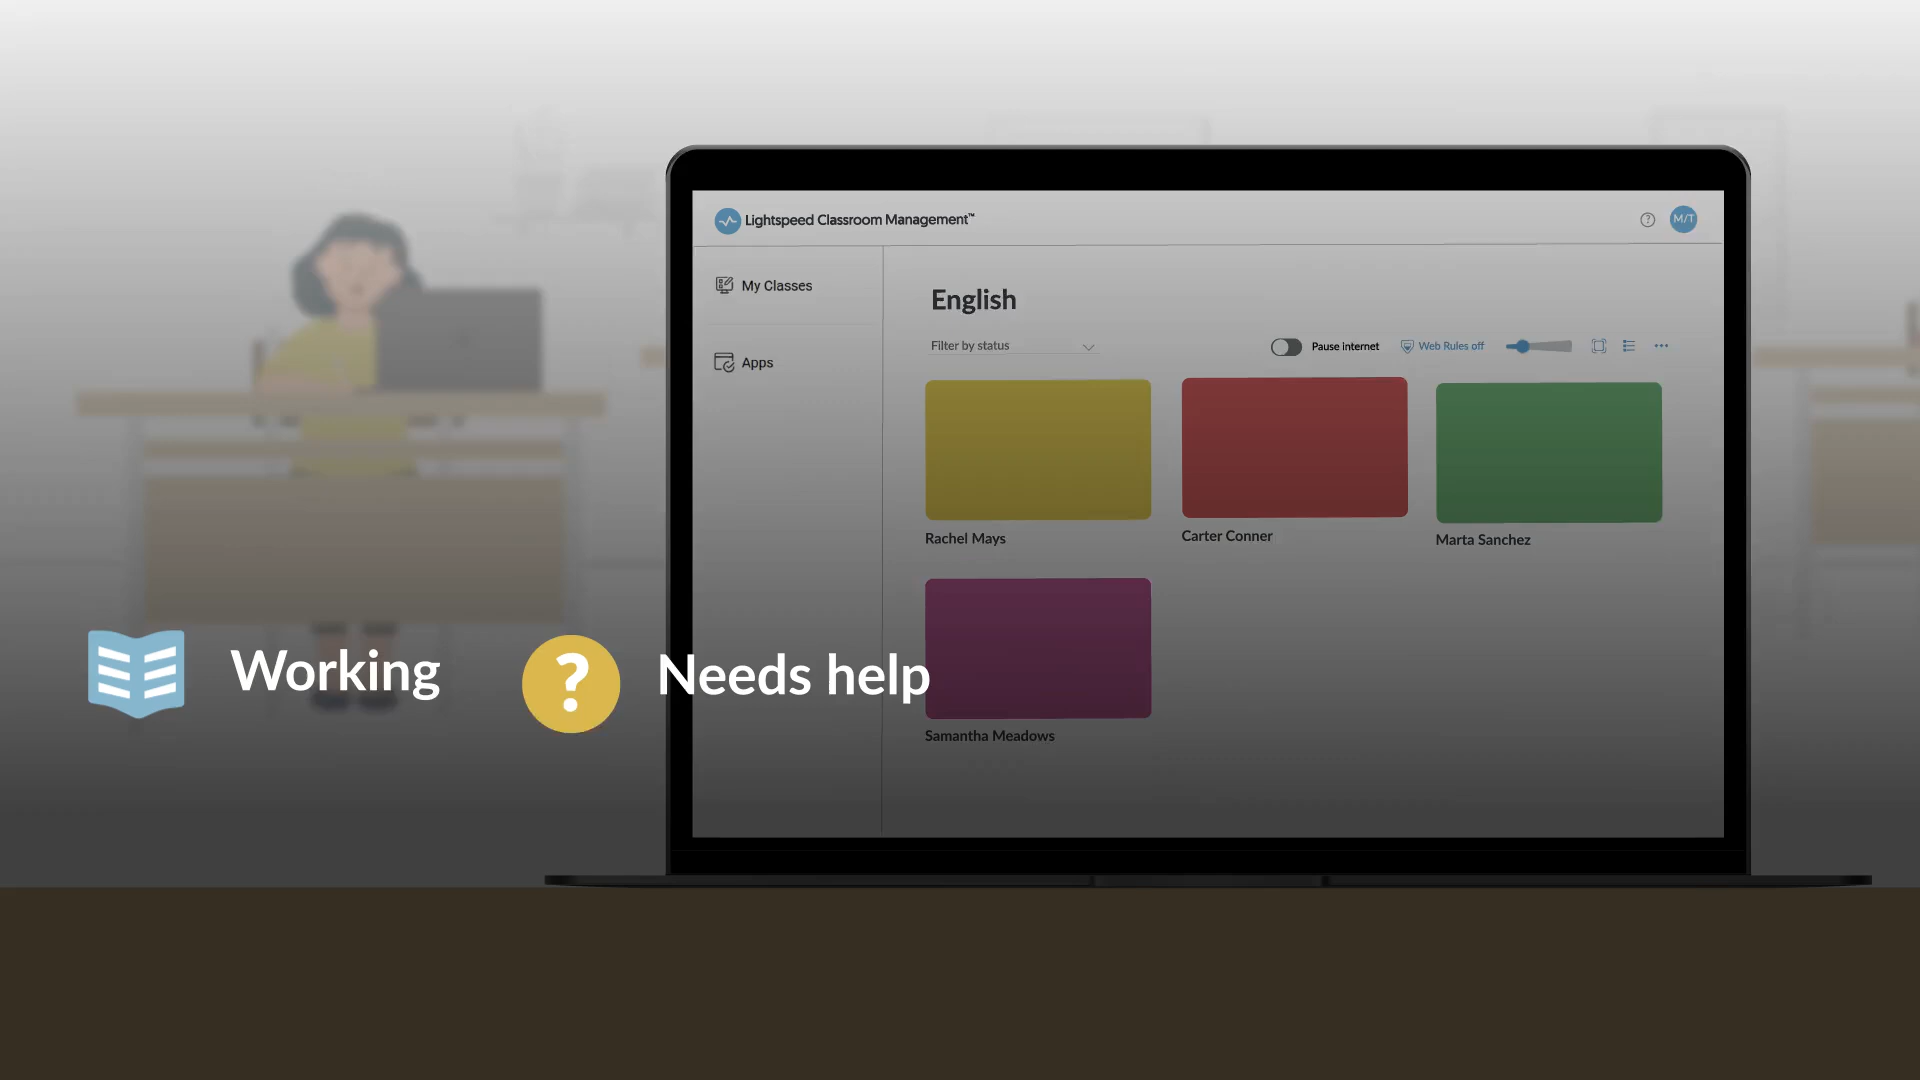 Lightspeed Classroom Management™
?
M/T
My Classes
Apps
English
Filter by status
Pause internet
Web Rules off
Rachel Mays
Carter Conner
Marta Sanchez
Working
?
Needs help
Samantha Meadows